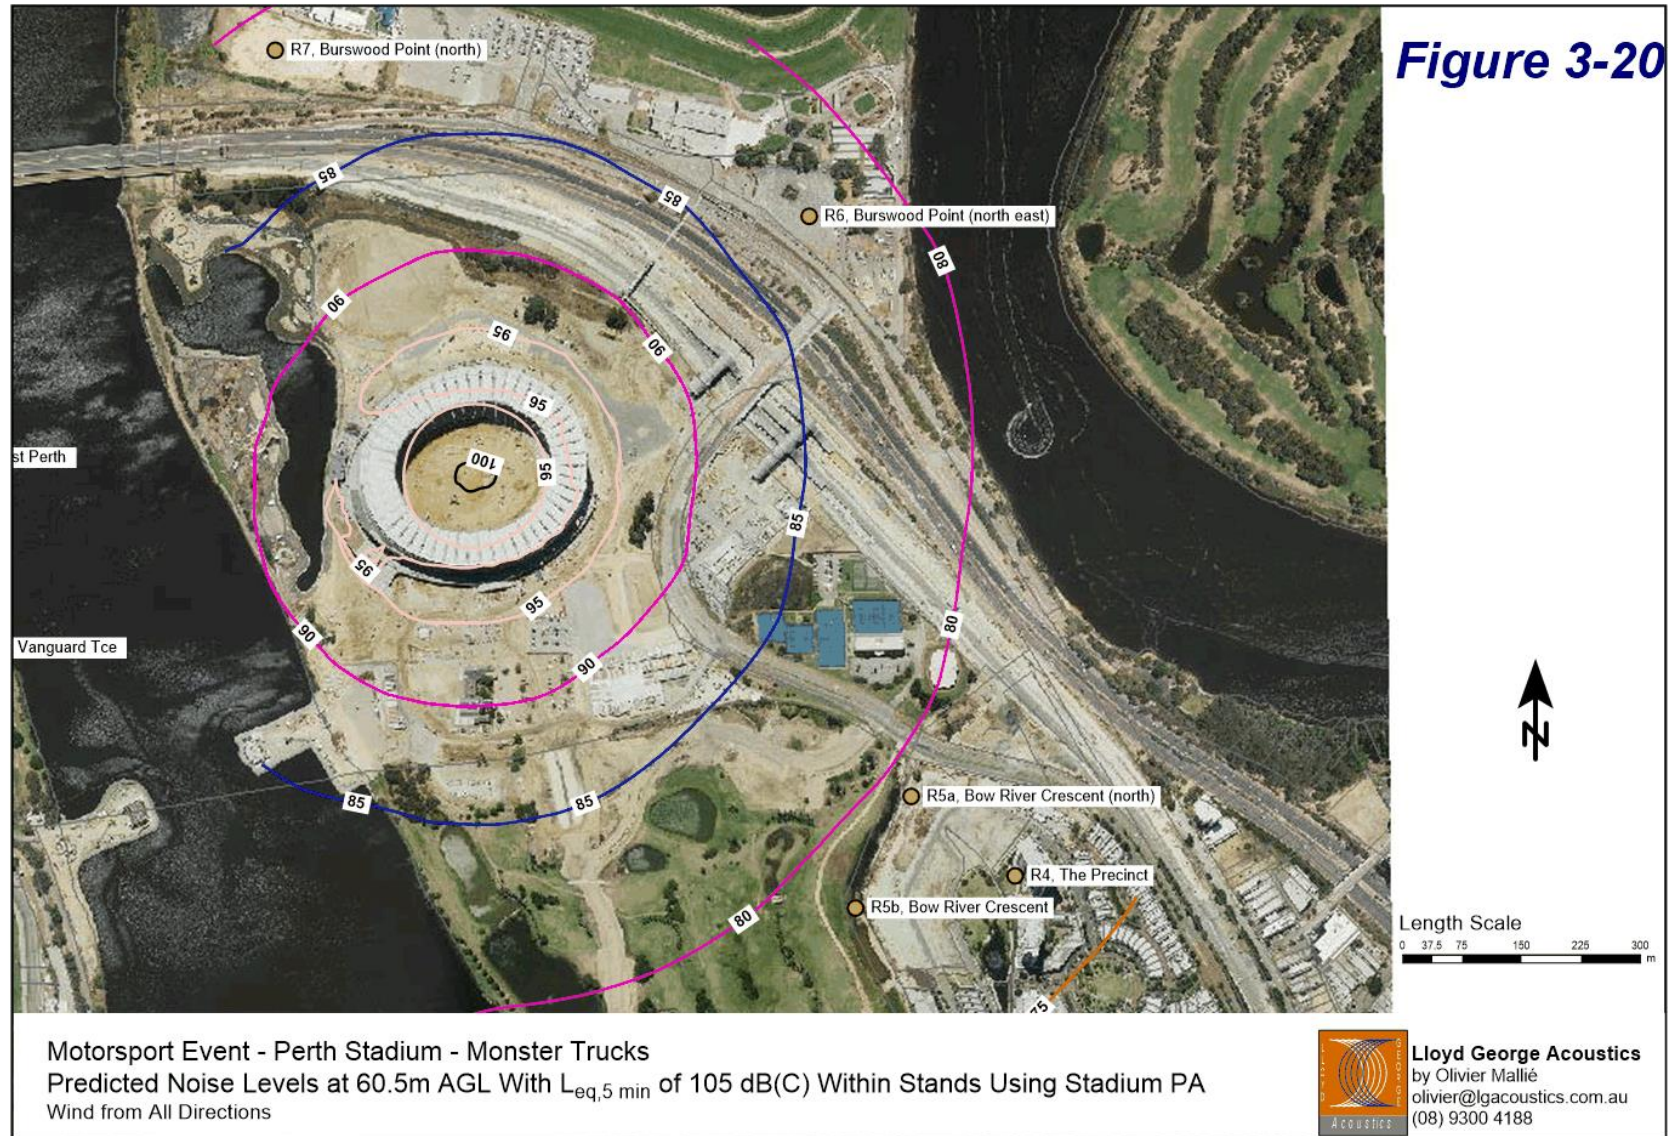 Figure 3-20
R7, Burswood Point (north)
85
85
R6, Burswood Point (north east)
80
90
95
90
95
st Perth
100
95
85
95
95
90
80
Vanguard Tce
90
N
85
85
R5a, Bow River Crescent (north)
R4, The Precinct
R5b, Bow River Crescent
80
75
Length Scale
0 37.5 75 150 225 300
m
Motorsport Event - Perth Stadium - Monster Trucks
Predicted Noise Levels at 60.5m AGL With Leq,5 min of 105 dB(C) Within Stands Using Stadium PA
Wind from All Directions
LLOYD
GEORGE
Acoustics
Lloyd George Acoustics
by Olivier Mallié
olivier@lgacoustics.com.au
(08) 9300 4188